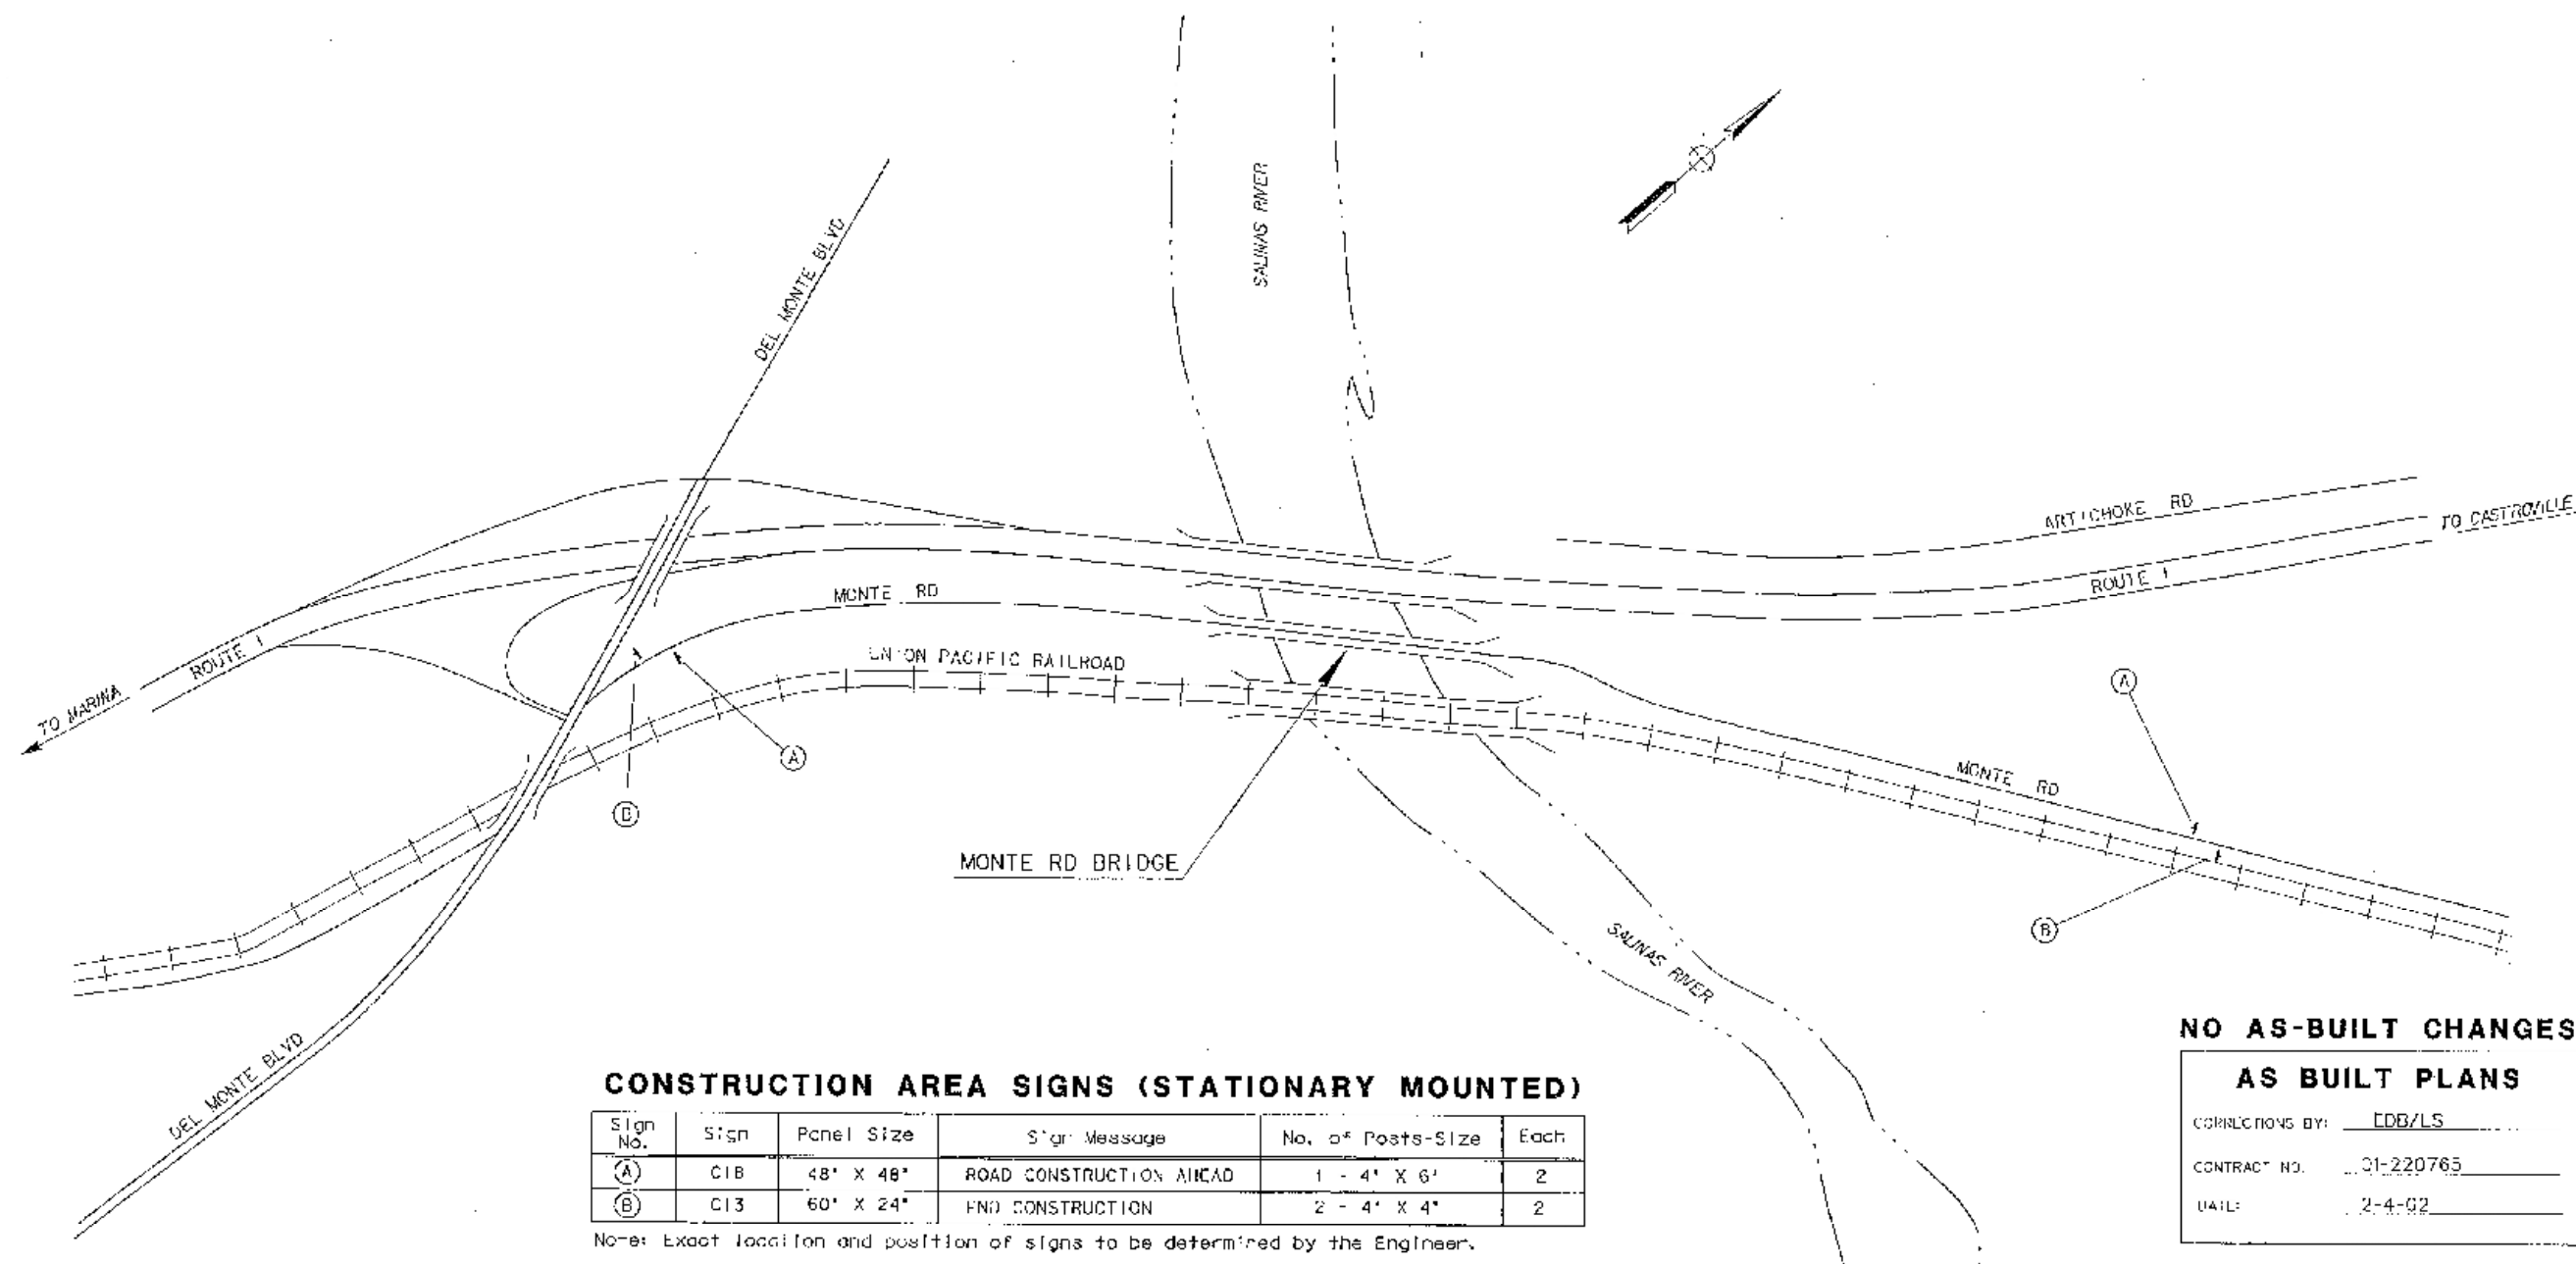 SALINAS RIVER
DEL MONTE BLVD
ARTICHOKE RD
TO CASTROVILLE
ROUTE 1
MONTE RD
UNION PACIFIC RAILROAD
ROUTE 1
TO MARINA
A
A
B
MONTE RD
MONTE RD BRIDGE
B
SALINAS RIVER
DEL MONTE BLVD
NO AS-BUILT CHANGES
AS BUILT PLANS
CORRECTIONS BY: EDB/LS
CONTRACT NO. 01-220765
DATE: 2-4-02
CONSTRUCTION AREA SIGNS (STATIONARY MOUNTED)
Sign No. Sign Panel Size Sign Message No. of Posts-Size Each
A C18 48" X 48" ROAD CONSTRUCTION AHEAD 1 - 4" X 6" 2
B C13 60" X 24" END CONSTRUCTION 2 - 4" X 4" 2
Note: Exact location and position of signs to be determined by the Engineer.